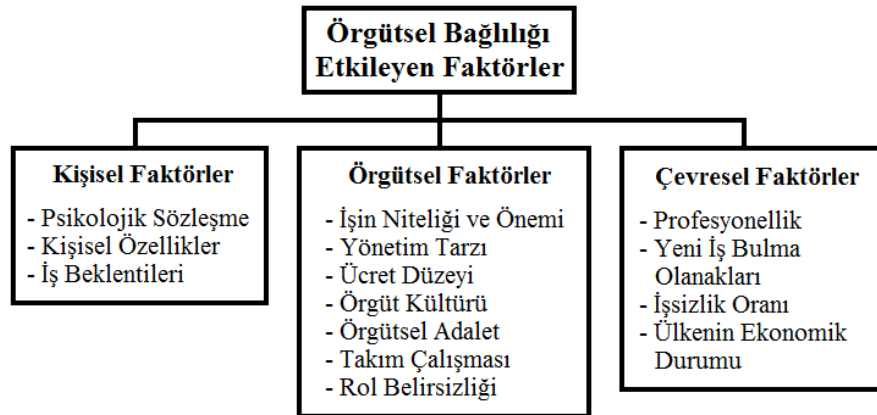 Örgütsel Bağlılığı
Etkileyen Faktörler
Kişisel Faktörler
- Psikolojik Sözleşme
- Kişisel Özellikler
- İş Beklentileri
Örgütsel Faktörler
- İşin Niteliği ve Önemi
- Yönetim Tarzı
- Ücret Düzeyi
- Örgüt Kültürü
- Örgütsel Adalet
- Takım Çalışması
- Rol Belirsizliği
Çevresel Faktörler
- Profesyonellik
- Yeni İş Bulma
Olanakları
- İşsizlik Oranı
- Ülkenin Ekonomik
Durumu